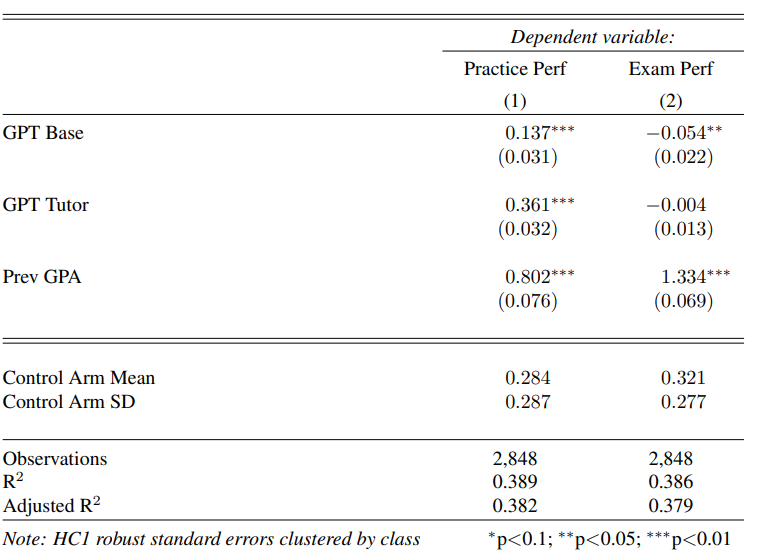 Dependent variable:
Practice Perf Exam Perf
(1) (2)
GPT Base 0.137*** −0.054**
(0.031) (0.022)
GPT Tutor 0.361*** −0.004
(0.032) (0.013)
Prev GPA 0.802*** 1.334***
(0.076) (0.069)
Control Arm Mean 0.284 0.321
Control Arm SD 0.287 0.277
Observations 2,848 2,848
R² 0.389 0.386
Adjusted R² 0.382 0.379
Note: HC1 robust standard errors clustered by class *p<0.1; **p<0.05; ***p<0.01